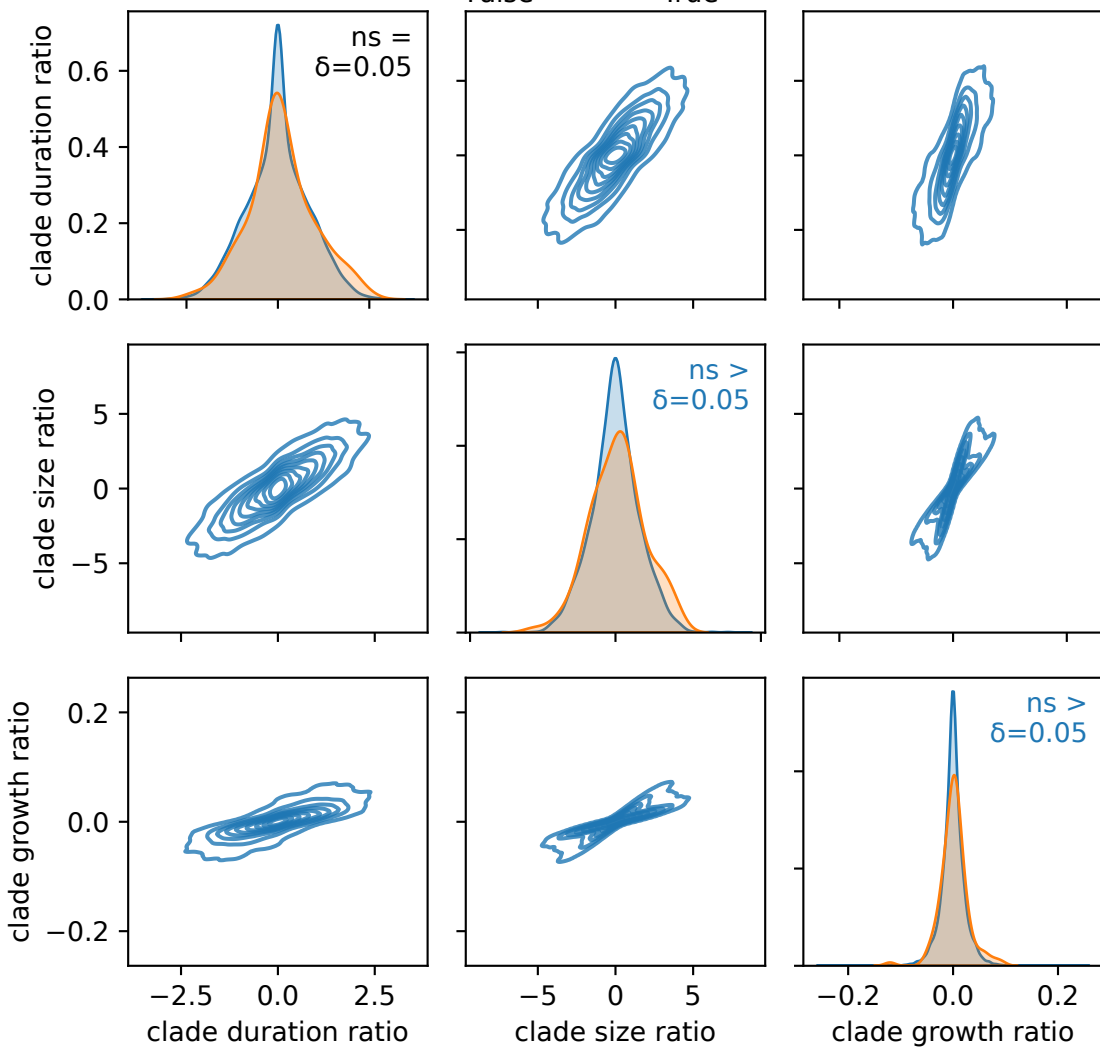 clade duration ratio
0.6
0.4
0.2
0.0
ns =
δ=0.05
clade size ratio
5
0
−5
ns >
δ=0.05
clade growth ratio
0.2
0.0
−0.2
ns >
δ=0.05
−2.5 0.0 2.5
−5 0 5
−0.2 0.0 0.2
clade duration ratio
clade size ratio
clade growth ratio